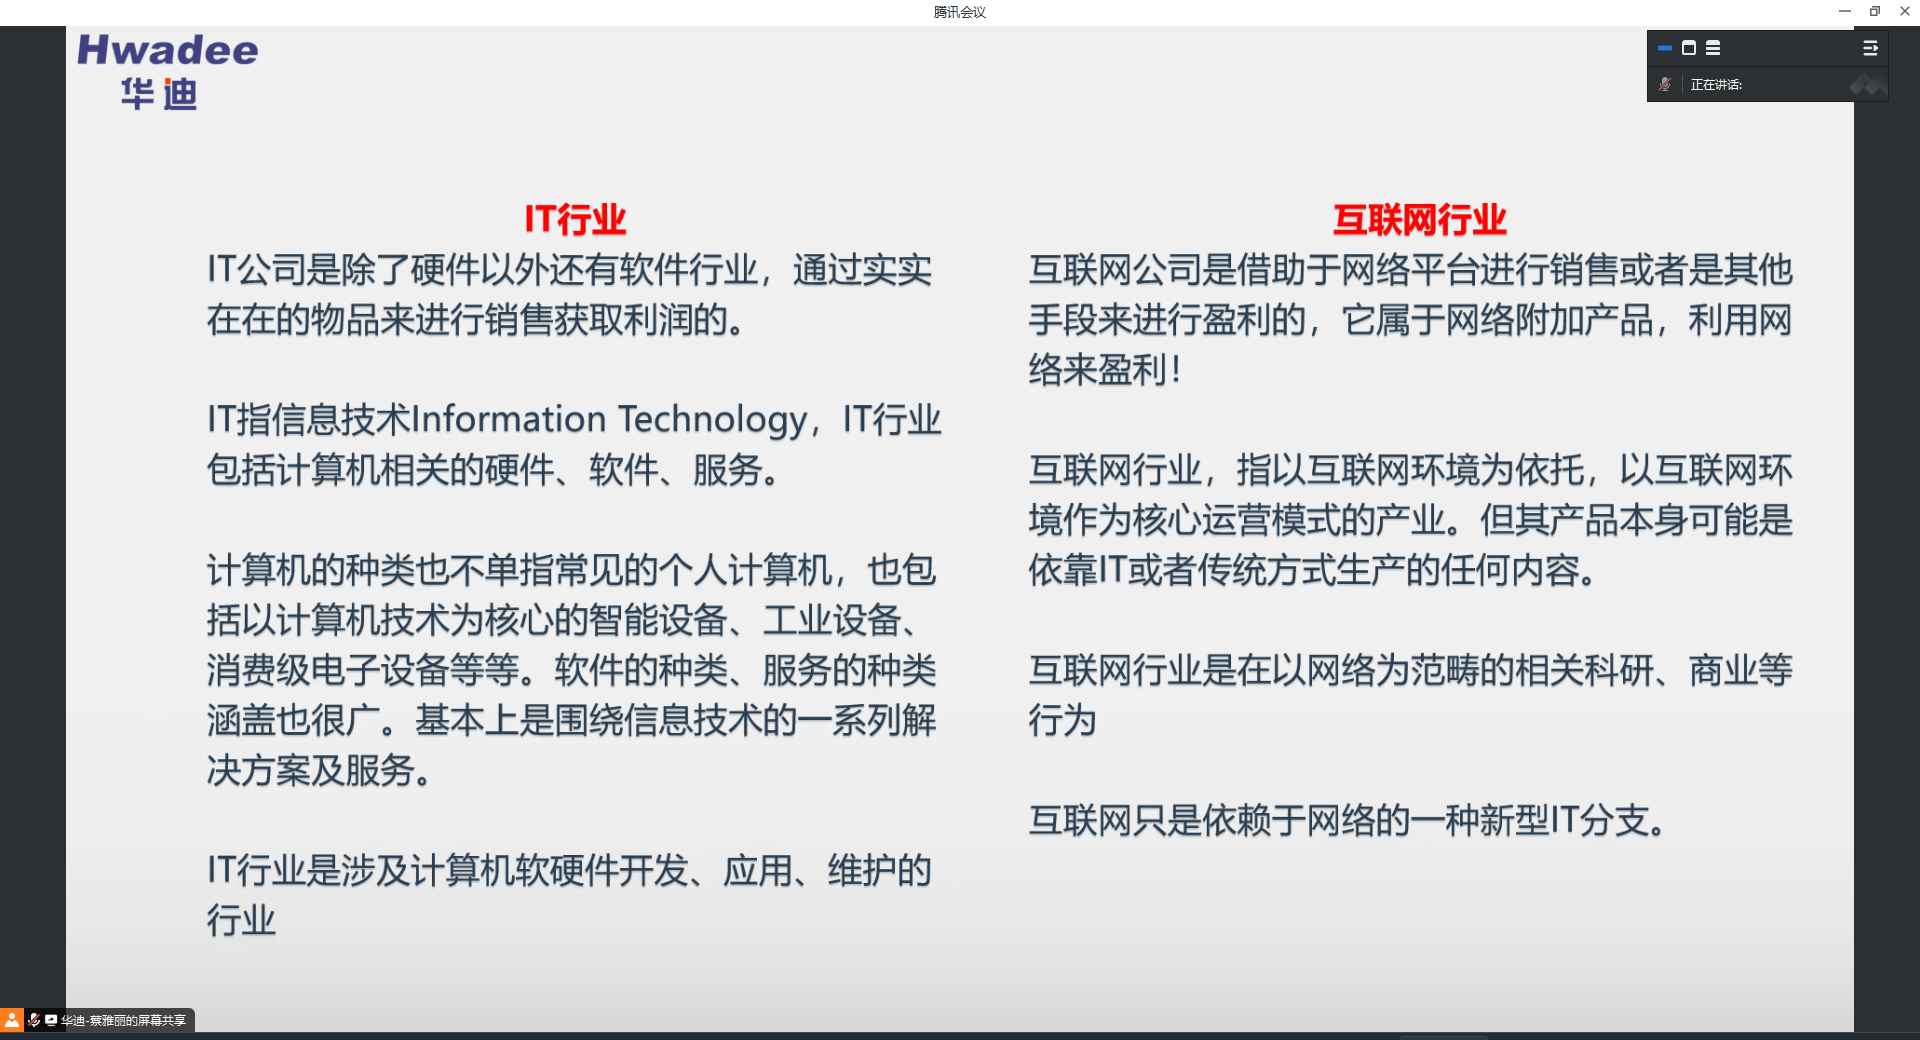 腾讯会议
Hwadee
华迪
正在讲话:
IT行业
IT公司是除了硬件以外还有软件行业，通过实实
在在的物品来进行销售获取利润的。
IT指信息技术Information Technology，IT行业
包括计算机相关的硬件、软件、服务。
计算机的种类也不单指常见的个人计算机，也包
括以计算机技术为核心的智能设备、工业设备、
消费级电子设备等等。软件的种类、服务的种类
涵盖也很广。基本上是围绕信息技术的一系列解
决方案及服务。
IT行业是涉及计算机软硬件开发、应用、维护的
行业
互联网行业
互联网公司是借助于网络平台进行销售或者是其他
手段来进行盈利的，它属于网络附加产品，利用网
络来盈利！
互联网行业，指以互联网环境为依托，以互联网环
境作为核心运营模式的产业。但其产品本身可能是
依靠IT或者传统方式生产的任何内容。
互联网行业是在以网络为范畴的相关科研、商业等
行为
互联网只是依赖于网络的一种新型IT分支。
华迪-蔡雅丽的屏幕共享